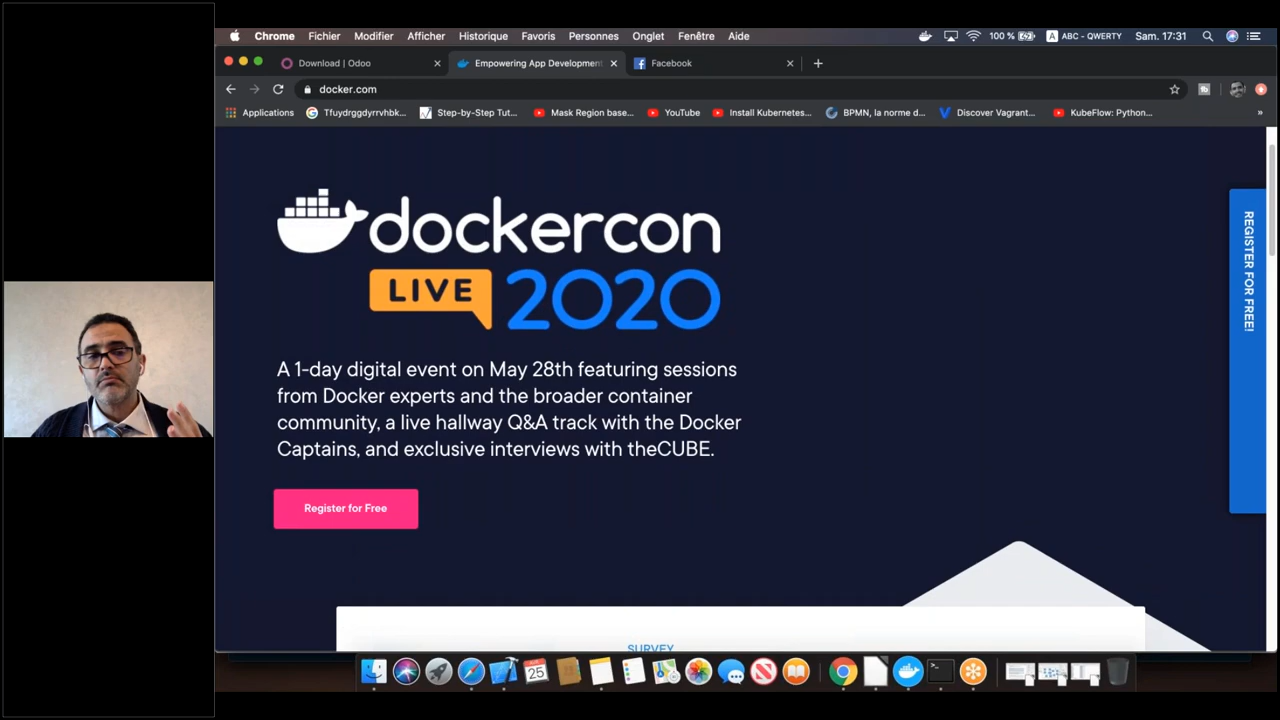 Chrome Fichier Modifier Afficher Historique Favoris Personnes Onglet Fenêtre Aide 100 % A ABC - QWERTY Sam. 17:31
Download | Odoo Empowering App Development Facebook
docker.com
Applications Tfuydrggdyrrvhbk... Step-by-Step Tut... Mask Region base... YouTube Install Kubernetes... BPMN, la norme d... Discover Vagrant... KubeFlow: Python... »
dockercon
LIVE 2020
REGISTER FOR FREE!
A 1-day digital event on May 28th featuring sessions
from Docker experts and the broader container
community, a live hallway Q&A track with the Docker
Captains, and exclusive interviews with theCUBE.
Register for Free
SURVEY
25